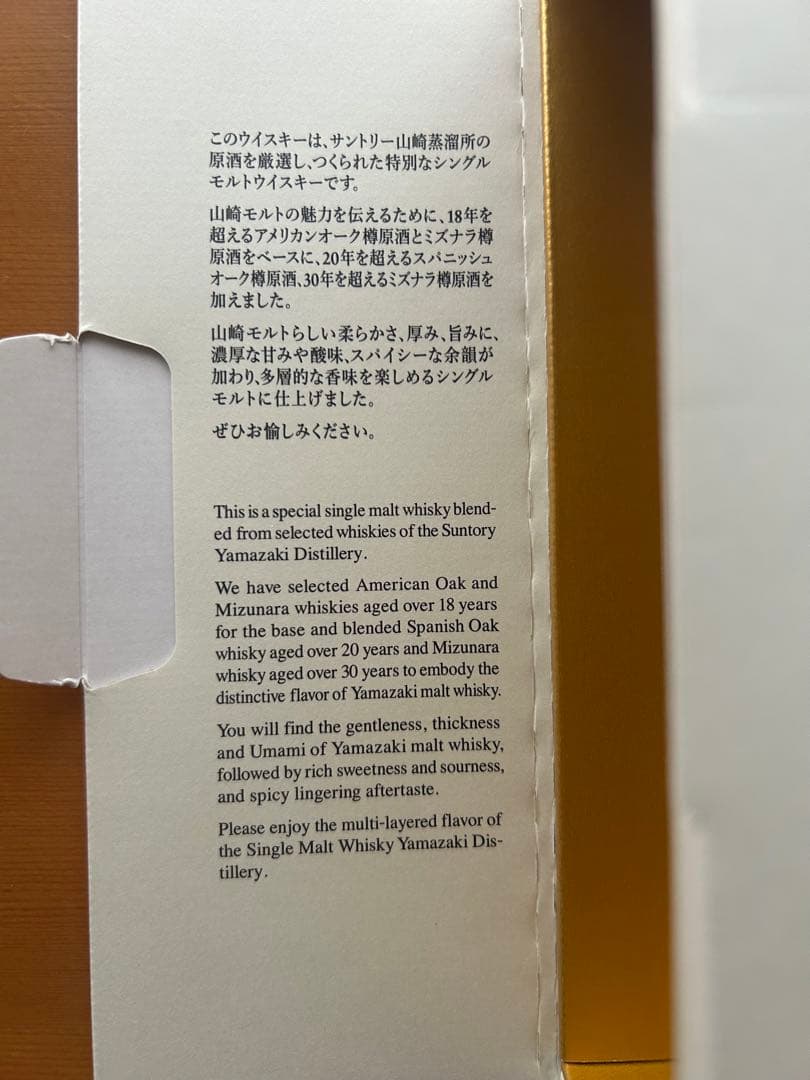 このウイスキーは、サントリー山崎蒸溜所の
原酒を厳選し、つくられた特別なシングル
モルトウイスキーです。
山崎モルトの魅力を伝えるために、18年を
超えるアメリカンオーク樽原酒とミズナラ樽
原酒をベースに、20年を超えるスパニッシュ
オーク樽原酒、30年を超えるミズナラ樽原酒を
加えました。
山崎モルトらしい柔らかさ、厚み、旨みに、
濃厚な甘みや酸味、スパイシーな余韻が
加わり、多層的な香味を楽しめるシングル
モルトに仕上げました。
ぜひお愉しみください。
This is a special single malt whisky blend-
ed from selected whiskies of the Suntory
Yamazaki Distillery.
We have selected American Oak and
Mizunara whiskies aged over 18 years
for the base and blended Spanish Oak
whisky aged over 20 years and Mizunara
whisky aged over 30 years to embody the
distinctive flavor of Yamazaki malt whisky.
You will find the gentleness, thickness
and Umami of Yamazaki malt whisky,
followed by rich sweetness and sourness,
and spicy lingering aftertaste.
Please enjoy the multi-layered flavor of
the Single Malt Whisky Yamazaki Dis-
tillery.